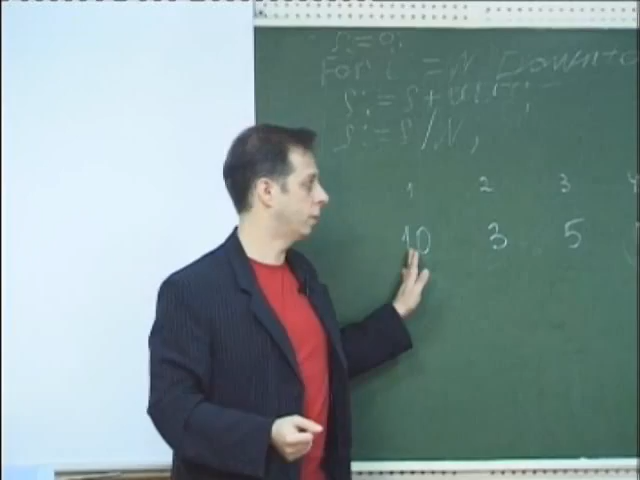 S:=0;
For i:=N Downto
S:=S+
S:=S/N;
1 2 3 4
10 3 5